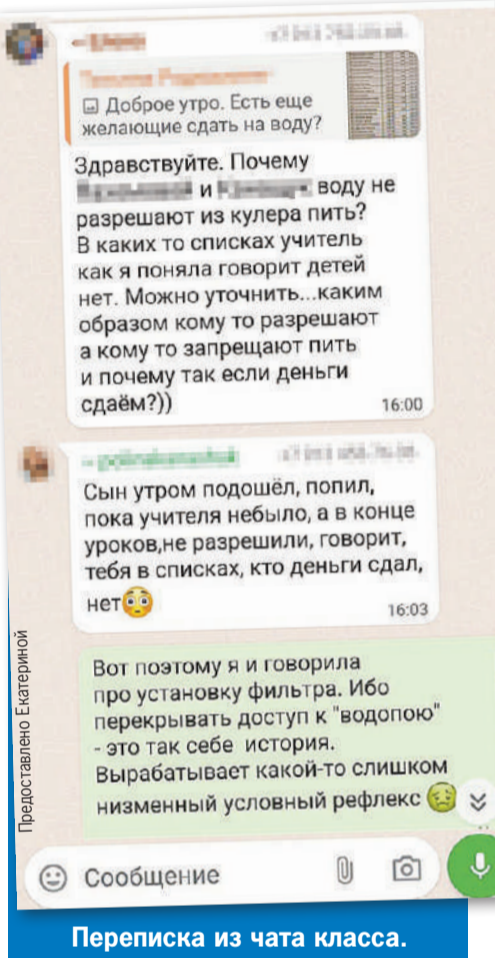 Доброе утро. Есть еще
желающие сдать на воду?
Здравствуйте. Почему
и воду не
разрешают из кулера пить?
В каких то списках учитель
как я поняла говорит детей
нет. Можно уточнить...каким
образом кому то разрешают
а кому то запрещают пить
и почему так если деньги
сдаём?))
16:00
Сын утром подошёл, попил,
пока учителя небыло, а в конце
уроков,не разрешили, говорит,
тебя в списках, кто деньги сдал,
нет😳
16:03
Вот поэтому я и говорила
про установку фильтра. Ибо
перекрывать доступ к "водопою"
- это так себе история.
Вырабатывает какой-то слишком
низменный условный рефлекс🤢
Сообщение
Предоставлено Екатериной
Переписка из чата класса.